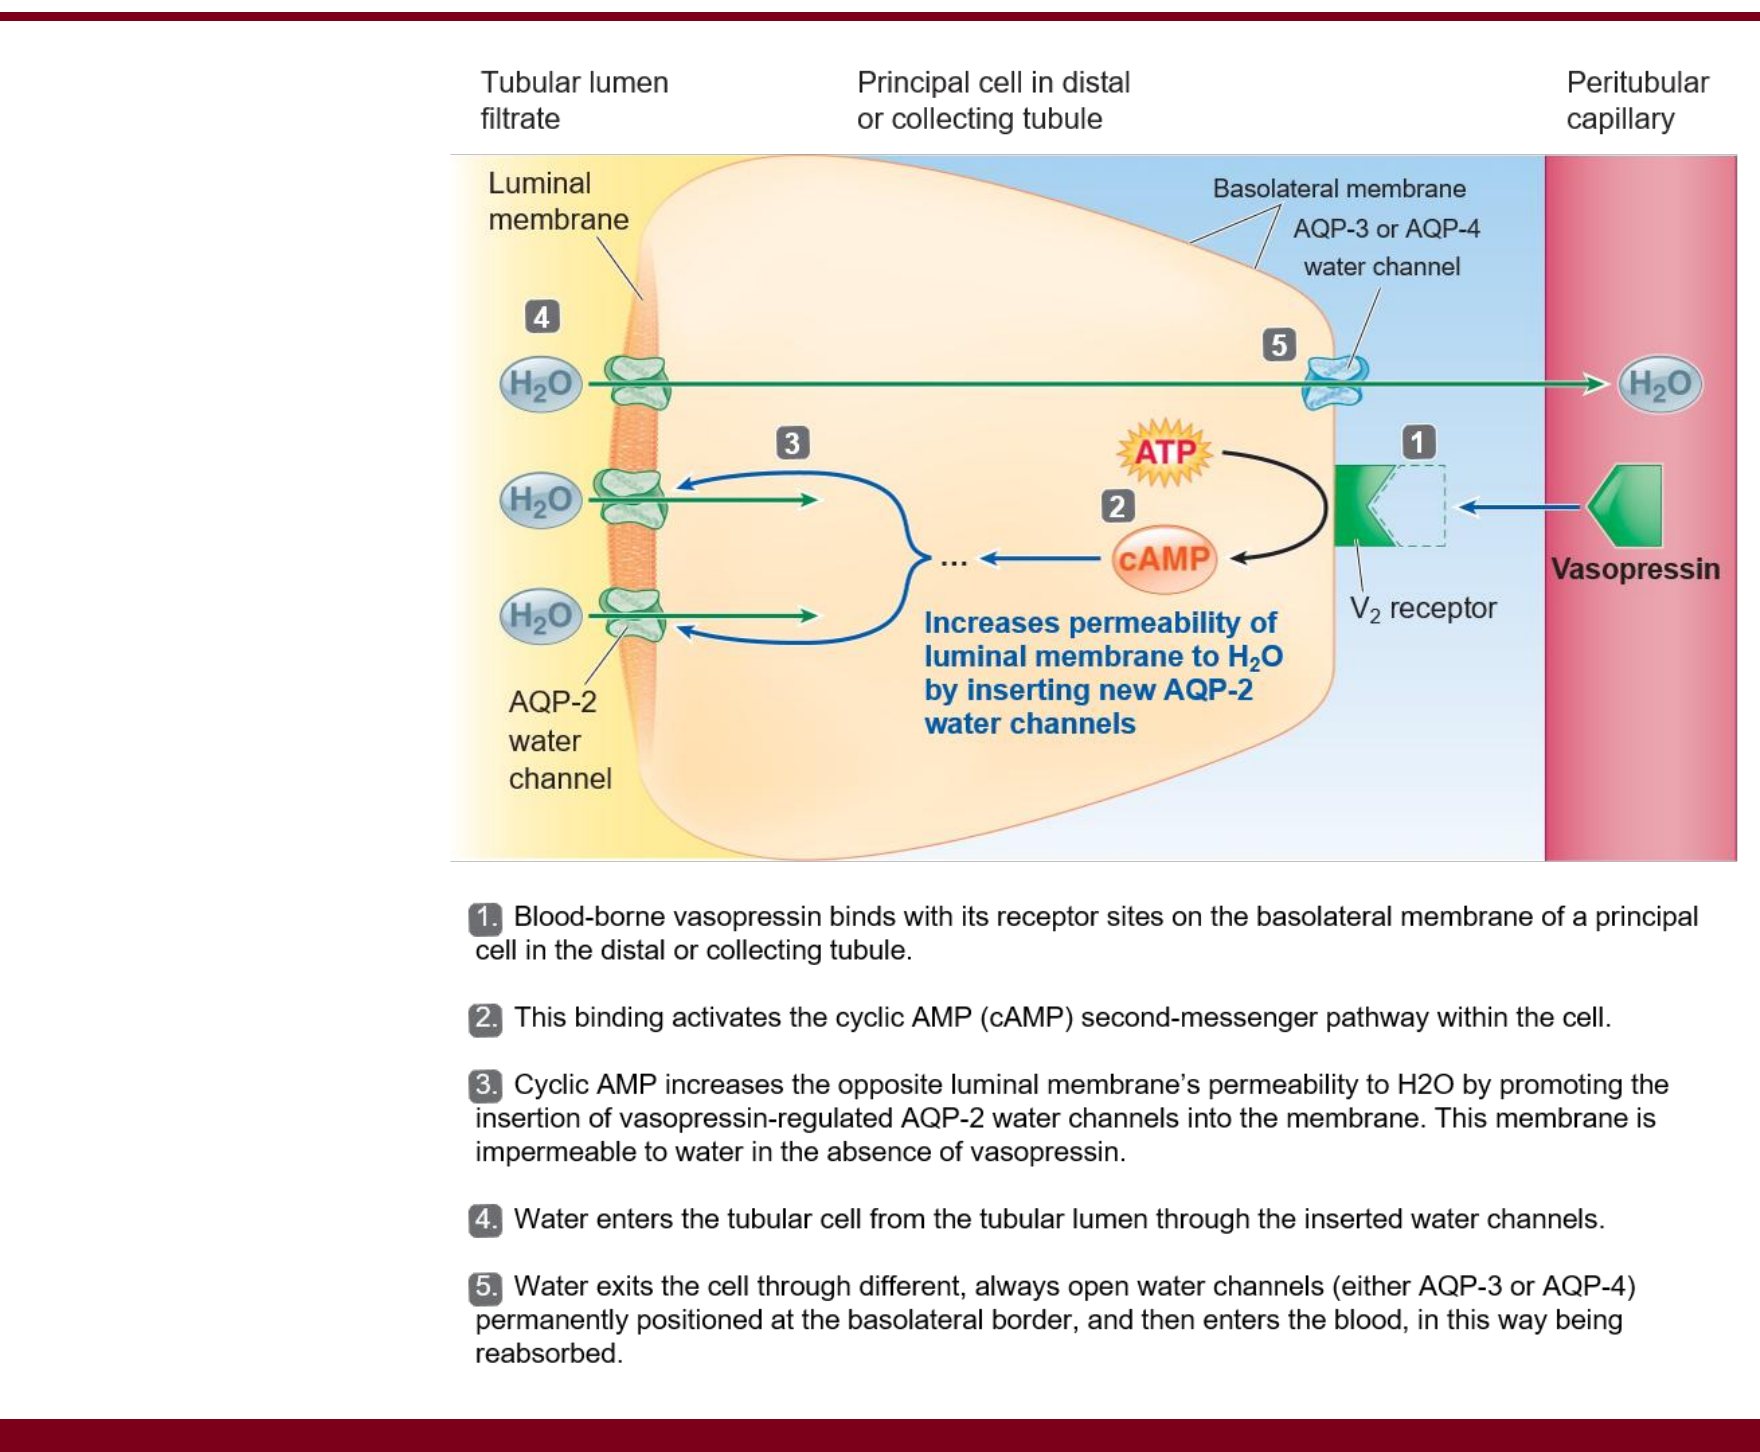 Tubular lumen
filtrate
Principal cell in distal
or collecting tubule
Peritubular
capillary
Luminal
membrane
Basolateral membrane
AQP-3 or AQP-4
water channel
4
5
H₂O
H₂O
3
ATP
1
H₂O
2
cAMP
...
Vasopressin
V₂ receptor
H₂O
Increases permeability of
luminal membrane to H₂O
by inserting new AQP-2
water channels
AQP-2
water
channel
1. Blood-borne vasopressin binds with its receptor sites on the basolateral membrane of a principal
cell in the distal or collecting tubule.
2. This binding activates the cyclic AMP (cAMP) second-messenger pathway within the cell.
3. Cyclic AMP increases the opposite luminal membrane’s permeability to H2O by promoting the
insertion of vasopressin-regulated AQP-2 water channels into the membrane. This membrane is
impermeable to water in the absence of vasopressin.
4. Water enters the tubular cell from the tubular lumen through the inserted water channels.
5. Water exits the cell through different, always open water channels (either AQP-3 or AQP-4)
permanently positioned at the basolateral border, and then enters the blood, in this way being
reabsorbed.